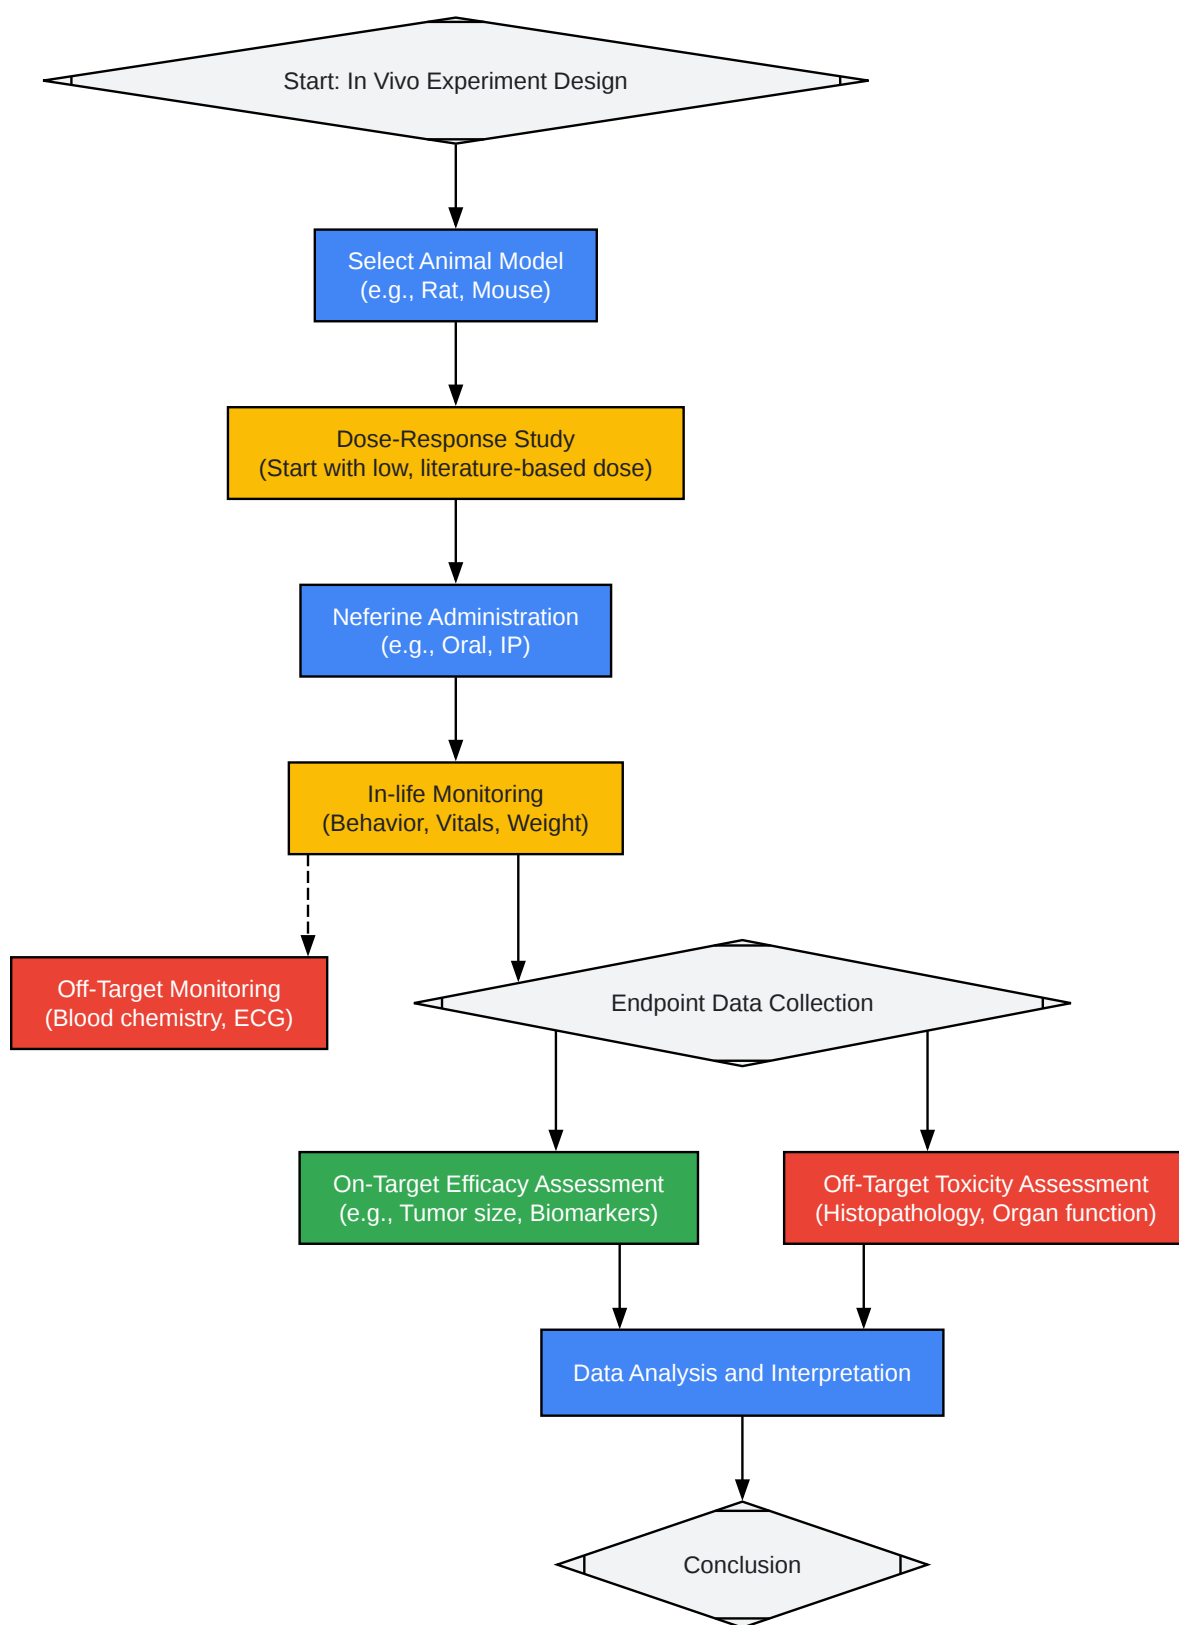 Start: In Vivo Experiment Design
Select Animal Model
(e.g., Rat, Mouse)
Dose-Response Study
(Start with low, literature-based dose)
Neferine Administration
(e.g., Oral, IP)
In-life Monitoring
(Behavior, Vitals, Weight)
Off-Target Monitoring
(Blood chemistry, ECG)
Endpoint Data Collection
On-Target Efficacy Assessment
(e.g., Tumor size, Biomarkers)
Off-Target Toxicity Assessment
(Histopathology, Organ function)
Data Analysis and Interpretation
Conclusion